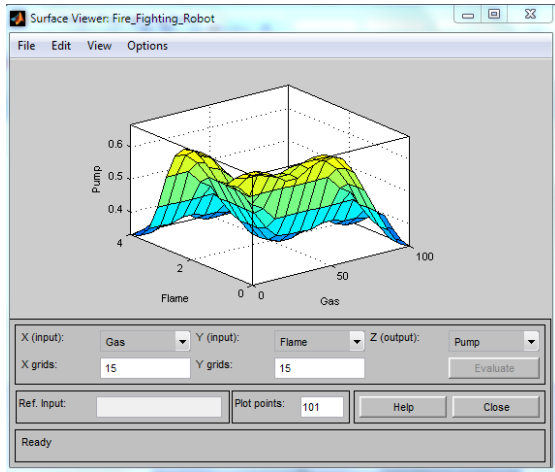 Surface Viewer: Fire_Fighting_Robot
File Edit View Options
0.6
0.5
0.4
Pump
4
2
0
Flame
0
50
100
Gas
X (input): Gas Y (input): Flame Z (output): Pump
X grids: 15 Y grids: 15 Evaluate
Ref. Input: Plot points: 101 Help Close
Ready